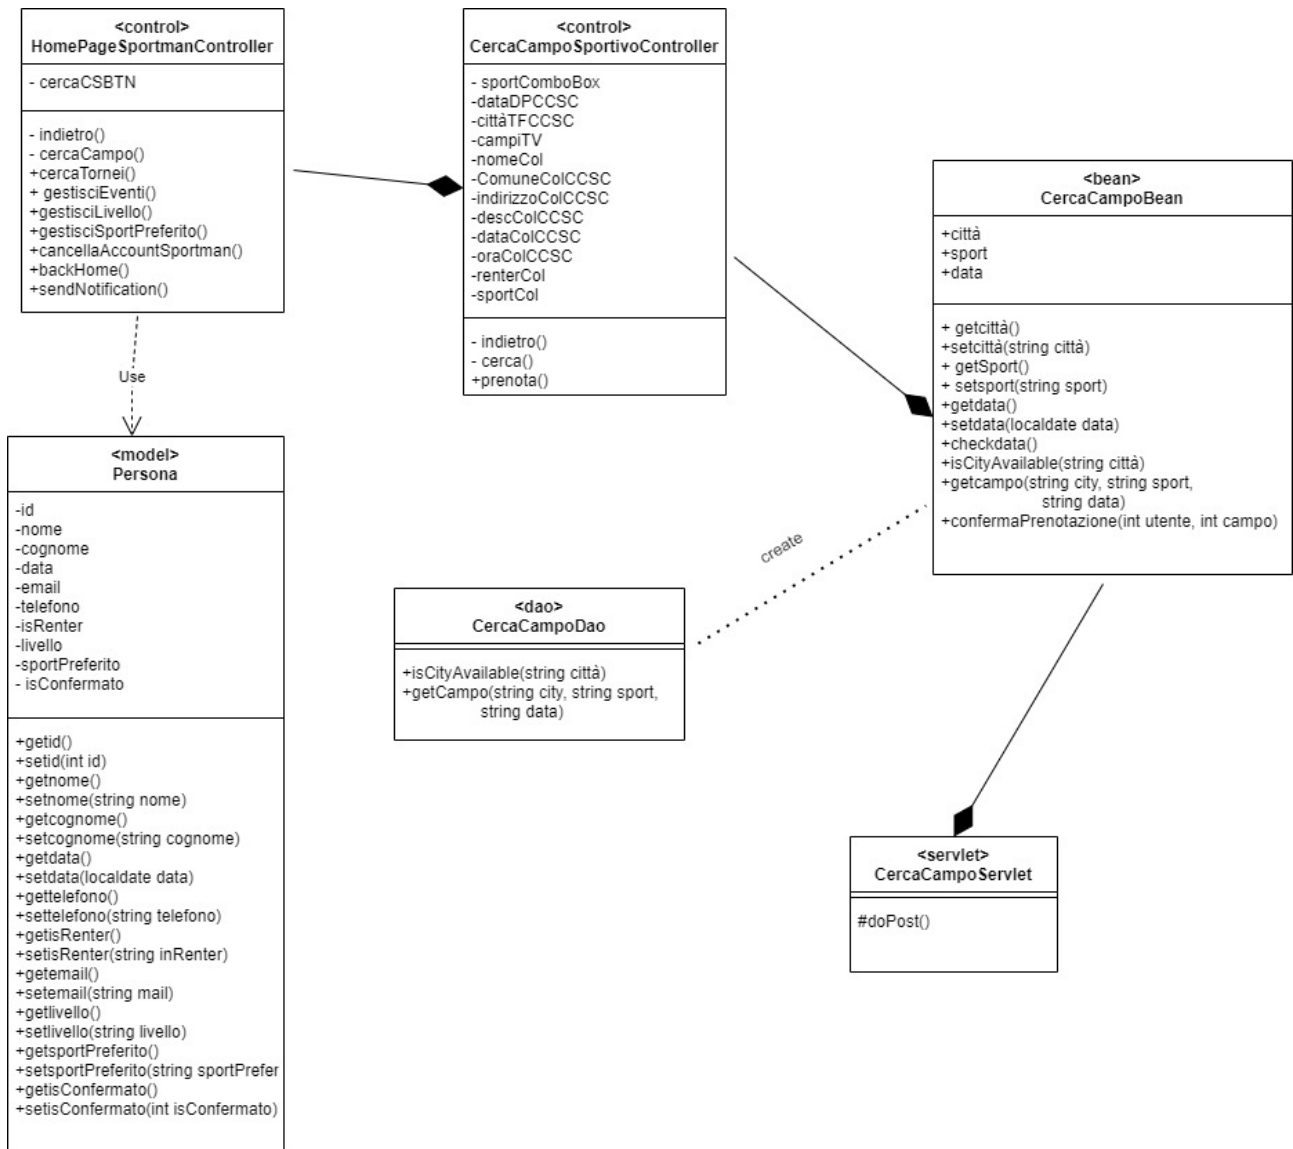 <control>
HomePageSportmanController
- cercaCSBTN
- indietro()
- cercaCampo()
+cercaTornei()
+ gestisciEventi()
+gestisciLivello()
+gestisciSportPreferito()
+cancellaAccountSportman()
+backHome()
+sendNotification()
<control>
CercaCampoSportivoController
- sportComboBox
-dataDPCCSC
-cittàTFCCSC
-campiTV
-nomeCol
-ComuneColCCSC
-indirizzoColCCSC
-descColCCSC
-dataColCCSC
-oraColCCSC
-renterCol
-sportCol
- indietro()
- cerca()
+prenota()
<bean>
CercaCampoBean
+città
+sport
+data
+ getcittà()
+setcittà(string città)
+ getSport()
+ setsport(string sport)
+getdata()
+setdata(localdate data)
+checkdata()
+isCityAvailable(string città)
+getcampo(string city, string sport,
string data)
+confermaPrenotazione(int utente, int campo)
Use
<model>
Persona
-id
-nome
-cognome
-data
-email
-telefono
-isRenter
-livello
-sportPreferito
- isConfermato
+getid()
+setid(int id)
+getnome()
+setnome(string nome)
+getcognome()
+setcognome(string cognome)
+getdata()
+setdata(localdate data)
+gettelefono()
+settelefono(string telefono)
+getisRenter()
+setisRenter(string inRenter)
+getemail()
+setemail(string mail)
+getlivello()
+setlivello(string livello)
+getsportPreferito()
+setsportPreferito(string sportPrefer
+getisConfermato()
+setisConfermato(int isConfermato)
create
<dao>
CercaCampoDao
+isCityAvailable(string città)
+getCampo(string city, string sport,
string data)
<servlet>
CercaCampoServlet
#doPost()